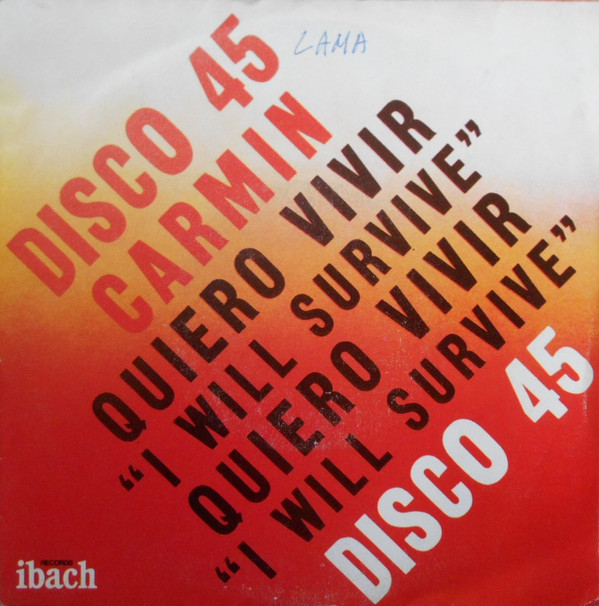 LAMA
DISCO 45
CARMIN
QUIERO VIVIR
“I WILL SURVIVE”
QUIERO VIVIR
“I WILL SURVIVE”
DISCO 45
RECORDS
ibach